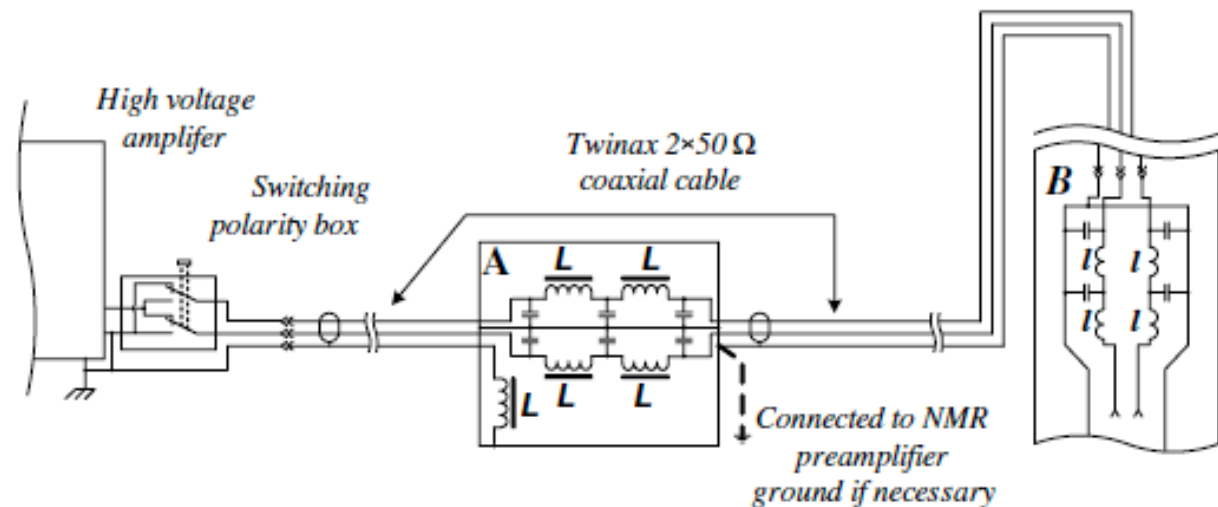 High voltage
amplifer
Switching
polarity box
Twinax 2×50 Ω
coaxial cable
A
L
L
L
L
L
Connected to NMR
preamplifier
ground if necessary
B
l
l
l
l